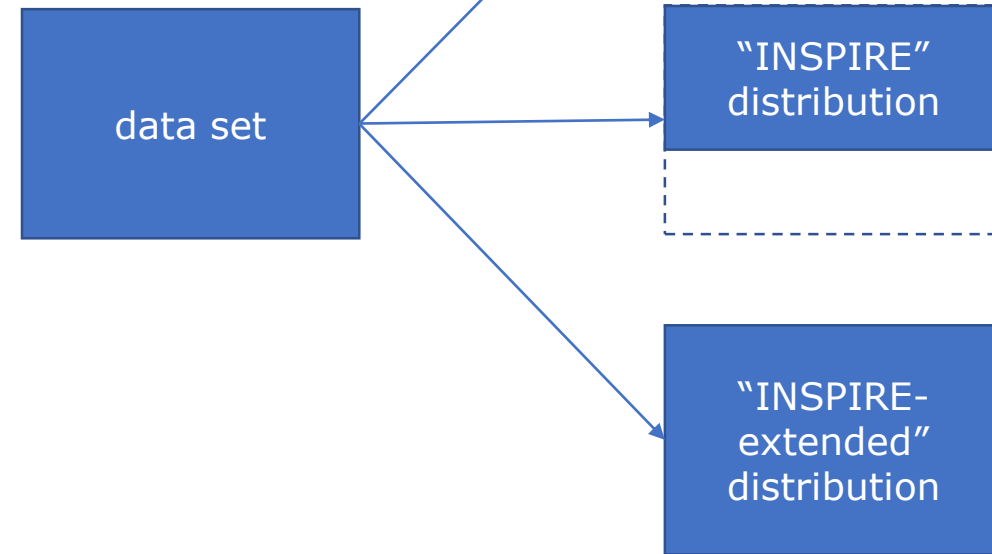 data set
“INSPIRE”
distribution
“INSPIRE-
extended”
distribution